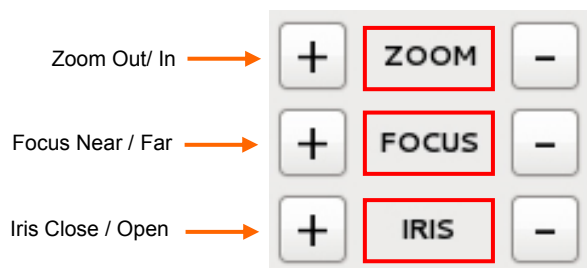 Zoom Out/ In + ZOOM -
Focus Near / Far + FOCUS -
Iris Close / Open + IRIS -